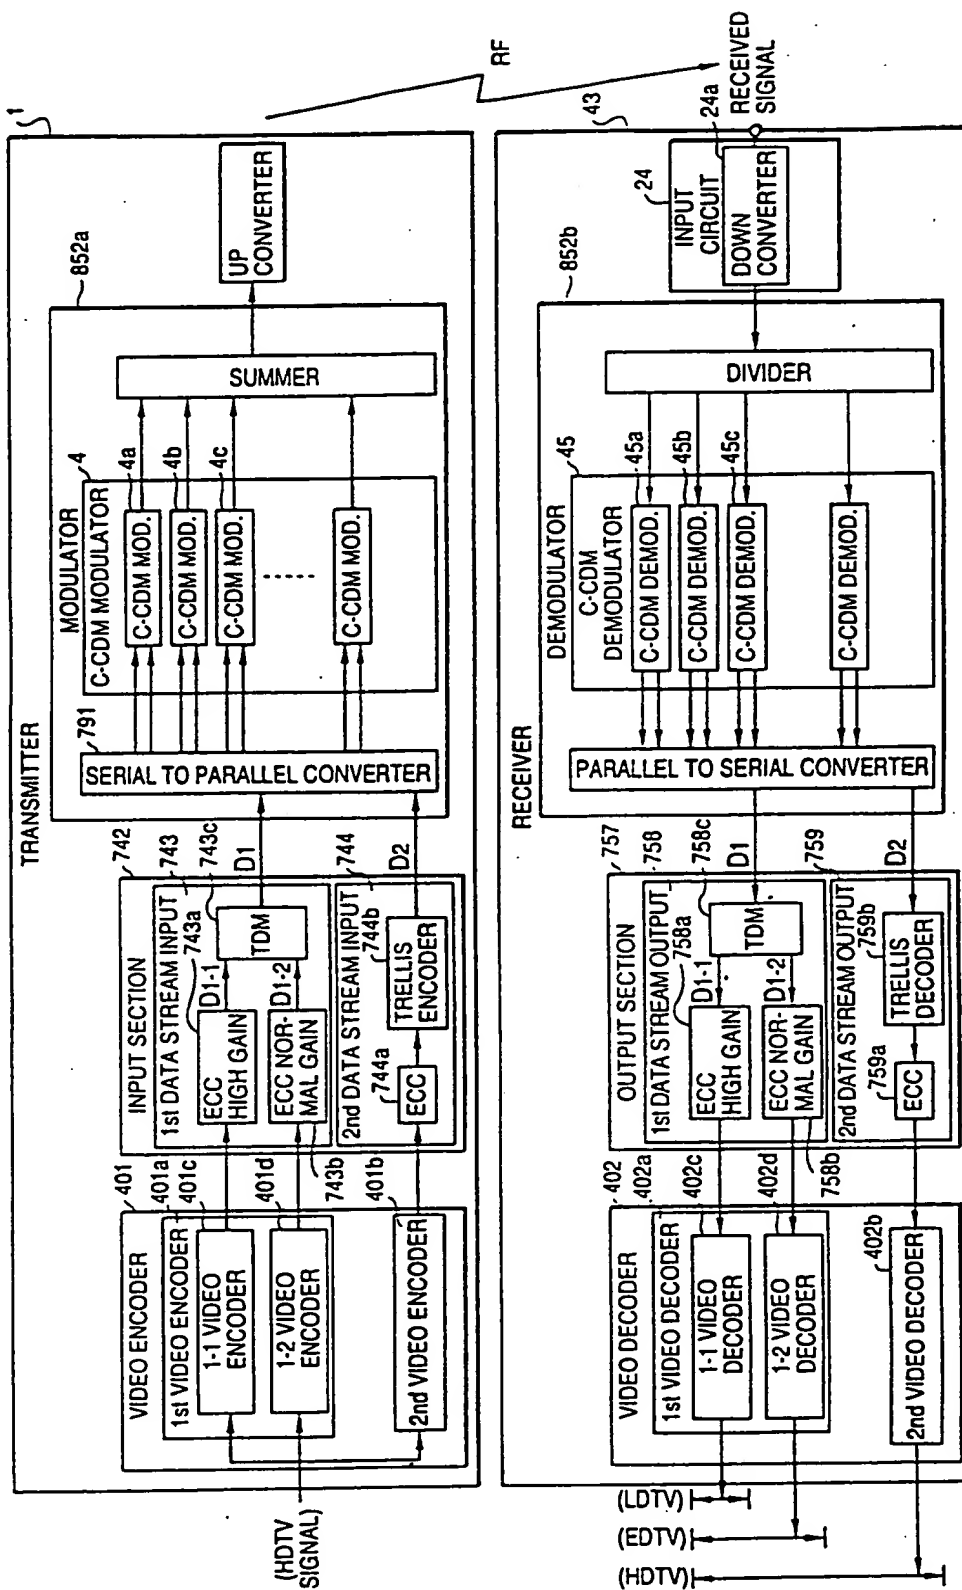 TRANSMITTER
1
VIDEO ENCODER
401
1st VIDEO ENCODER
401a
401c
1-1 VIDEO
ENCODER
401d
1-2 VIDEO
ENCODER
401b
2nd VIDEO ENCODER
(HDTV
SIGNAL)
INPUT SECTION
742
1st DATA STREAM INPUT
743
743a
743c
ECC
HIGH GAIN
D1-1
TDM
D1-2
ECC NOR-
MAL GAIN
743b
2nd DATA STREAM INPUT
744
744a
744b
ECC
TRELLIS
ENCODER
D1
D2
791
SERIAL TO PARALLEL CONVERTER
MODULATOR
852a
C-CDM MODULATOR
4
4a
C-CDM MOD.
4b
C-CDM MOD.
4c
C-CDM MOD.
C-CDM MOD.
SUMMER
UP
CONVERTER
RF
RECEIVED
SIGNAL
RECEIVER
43
24
INPUT
CIRCUIT
24a
DOWN
CONVERTER
852b
DIVIDER
DEMODULATOR
45
C-CDM
DEMODULATOR
45a
C-CDM DEMOD.
45b
C-CDM DEMOD.
45c
C-CDM DEMOD.
C-CDM DEMOD.
PARALLEL TO SERIAL CONVERTER
D1
D2
OUTPUT SECTION
757
1st DATA STREAM OUTPUT
758
758a
758c
TDM
D1-1
D1-2
ECC
HIGH GAIN
ECC NOR-
MAL GAIN
758b
2nd DATA STREAM OUTPUT
759
759b
TRELLIS
DECODER
759a
ECC
VIDEO DECODER
402
1st VIDEO DECODER
402a
402c
1-1 VIDEO
DECODER
402d
1-2 VIDEO
DECODER
402b
2nd VIDEO DECODER
(LDTV)
(EDTV)
(HDTV)